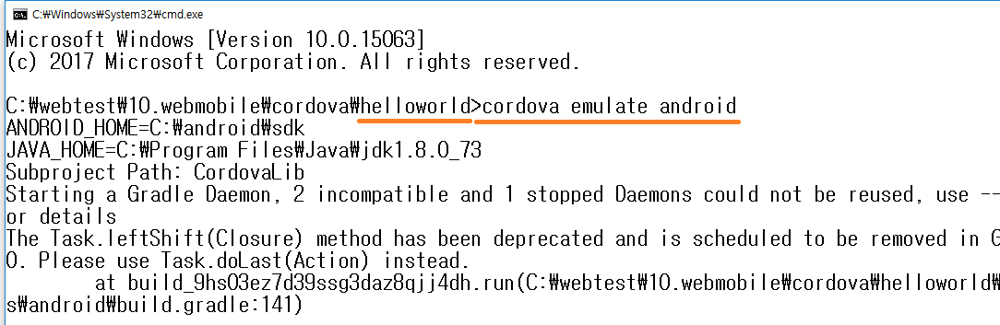 C:₩Windows₩System32₩cmd.exe
Microsoft Windows [Version 10.0.15063]
(c) 2017 Microsoft Corporation. All rights reserved.
C:₩webtest₩10.webmobile₩cordova₩helloworld>cordova emulate android
ANDROID_HOME=C:₩android₩sdk
JAVA_HOME=C:₩Program Files₩Java₩jdk1.8.0_73
Subproject Path: CordovaLib
Starting a Gradle Daemon, 2 incompatible and 1 stopped Daemons could not be reused, use --
or details
The Task.leftShift(Closure) method has been deprecated and is scheduled to be removed in G
0. Please use Task.doLast(Action) instead.
at build_9hs03ez7d39ssg3daz8qjj4dh.run(C:₩webtest₩10.webmobile₩cordova₩helloworld₩
s₩android₩build.gradle:141)